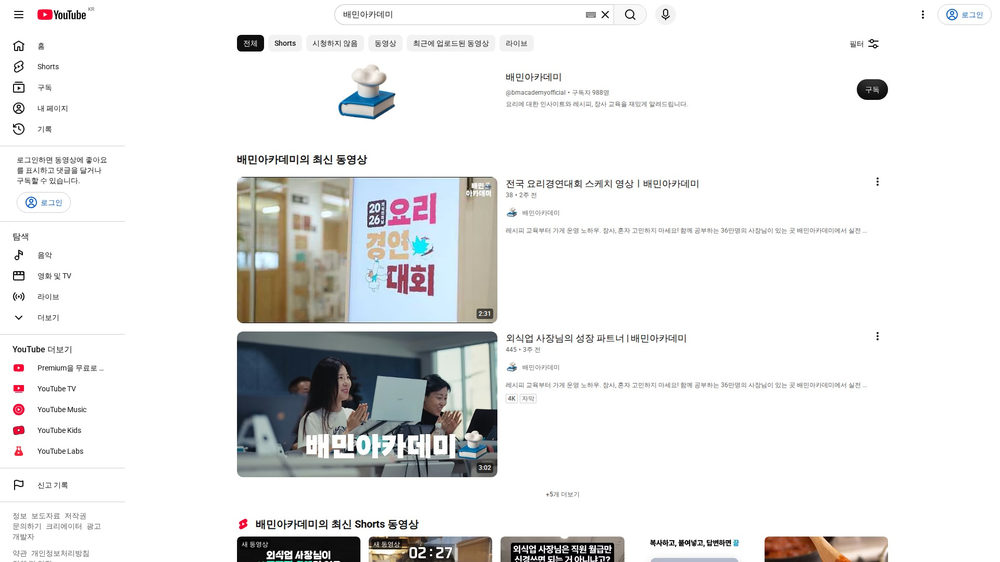 YouTube KR
배민아카데미
로그인
홈
Shorts
구독
내 페이지
기록
로그인하면 동영상에 좋아요
를 표시하고 댓글을 달거나
구독할 수 있습니다.
로그인
탐색
음악
영화 및 TV
라이브
더보기
YouTube 더보기
Premium을 무료로 ...
YouTube TV
YouTube Music
YouTube Kids
YouTube Labs
신고 기록
정보 보도자료 저작권
문의하기 크리에이터 광고
개발자
약관 개인정보처리방침
전체 Shorts 시청하지 않음 동영상 최근에 업로드된 동영상 라이브
필터
배민아카데미
@bmacademyofficial • 구독자 988명
요리에 대한 인사이트와 레시피, 장사 교육을 재밌게 알려드립니다.
구독
배민아카데미의 최신 동영상
배민
아카데미
2026
요리
경연
대회
2:31
전국 요리경연대회 스케치 영상ㅣ배민아카데미
38 • 2주 전
배민아카데미
레시피 교육부터 가게 운영 노하우. 장사, 혼자 고민하지 마세요! 함께 공부하는 36만명의 사장님이 있는 곳 배민아카데미에서 실전 ...
배민아카데미
3:02
외식업 사장님의 성장 파트너 | 배민아카데미
445 • 3주 전
배민아카데미
레시피 교육부터 가게 운영 노하우. 장사, 혼자 고민하지 마세요! 함께 공부하는 36만명의 사장님이 있는 곳 배민아카데미에서 실전 ...
4K 자막
+5개 더보기
배민아카데미의 최신 Shorts 동영상
새 동영상
외식업 사장님이
새 동영상
02:27
외식업 사장님은 직원 월급만
신경쓰면 되는 거 아니냐고?
복사하고, 붙여넣고, 답변하면 끝